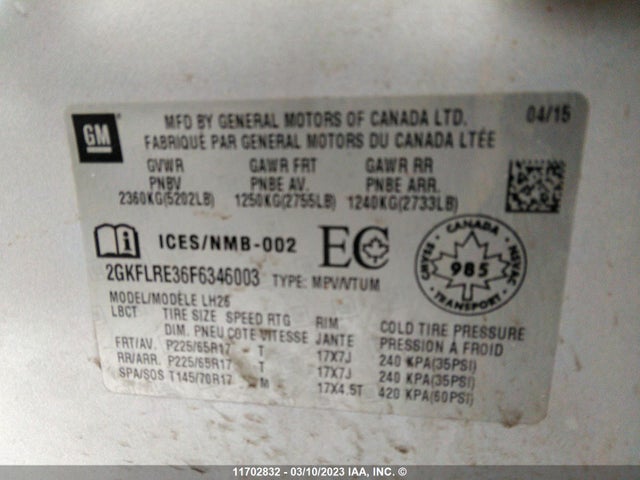 GM
MFD BY GENERAL MOTORS OF CANADA LTD. 04/15
FABRIQUÉ PAR GENERAL MOTORS DU CANADA LTÉE
GVWR GAWR FRT GAWR RR
PNBV PNBE AV. PNBE ARR.
2360KG(5202LB) 1250KG(2755LB) 1240KG(2733LB)
ICES/NMB-002 EC
CANADA
CMVSS NSVAC
985
TRANSPORT
2GKFLRE36F6346003 TYPE: MPV/VTUM
MODEL/MODÈLE LH26
LBCT TIRE SIZE SPEED RTG RIM COLD TIRE PRESSURE
DIM. PNEU COTE VITESSE JANTE PRESSION A FROID
FRT/AV. P225/65R17 - T 17X7J 240 KPA(35PSI)
RR/ARR. P225/65R17 - T 17X7J 240 KPA(35PSI)
SPA/SOS T145/70R17 M 17X4.5T 420 KPA(60PSI)
11702832 - 03/10/2023 IAA, INC. ©